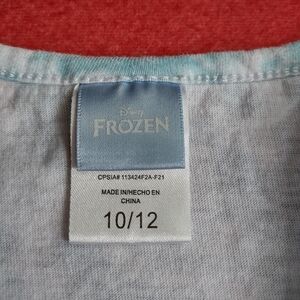 Disney
FROZEN
CPSIA# 113424F2A-F21
MADE IN/HECHO EN
CHINA
10/12